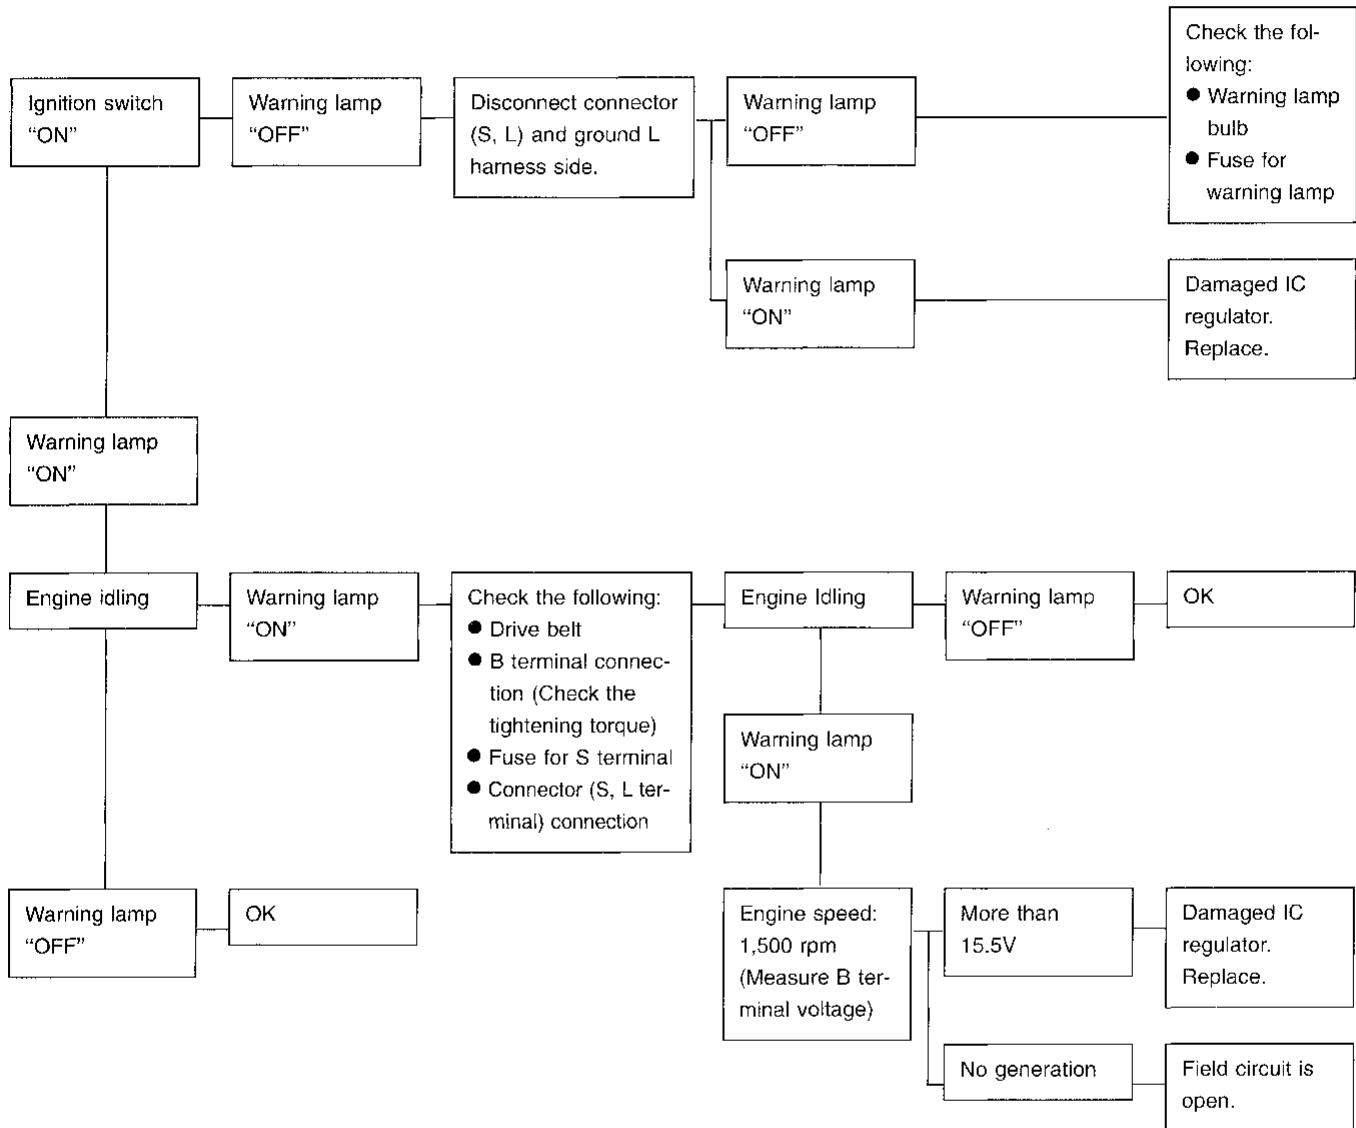 Ignition switch
“ON”
Warning lamp
“OFF”
Disconnect connector
(S, L) and ground L
harness side.
Warning lamp
“OFF”
Check the fol-
lowing:
● Warning lamp
bulb
● Fuse for
warning lamp
Warning lamp
“ON”
Damaged IC
regulator.
Replace.
Warning lamp
“ON”
Engine idling
Warning lamp
“ON”
Check the following:
● Drive belt
● B terminal connec-
tion (Check the
tightening torque)
● Fuse for S terminal
● Connector (S, L ter-
minal) connection
Engine Idling
Warning lamp
“OFF”
OK
Warning lamp
“ON”
Warning lamp
“OFF”
OK
Engine speed:
1,500 rpm
(Measure B ter-
minal voltage)
More than
15.5V
Damaged IC
regulator.
Replace.
No generation
Field circuit is
open.